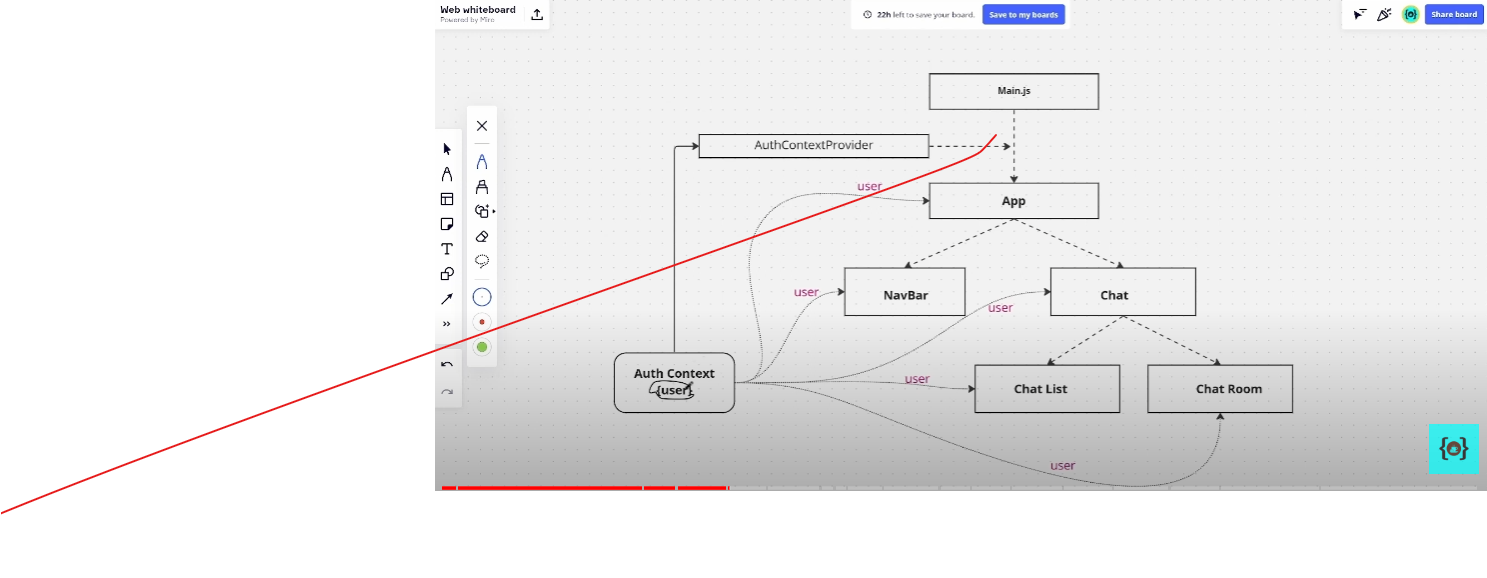 Web whiteboard
Powered by Miro
22h left to save your board.
Save to my boards
Share board
Main.js
AuthContextProvider
user
App
user
NavBar
Chat
user
Auth Context
{user}
user
Chat List
Chat Room
user